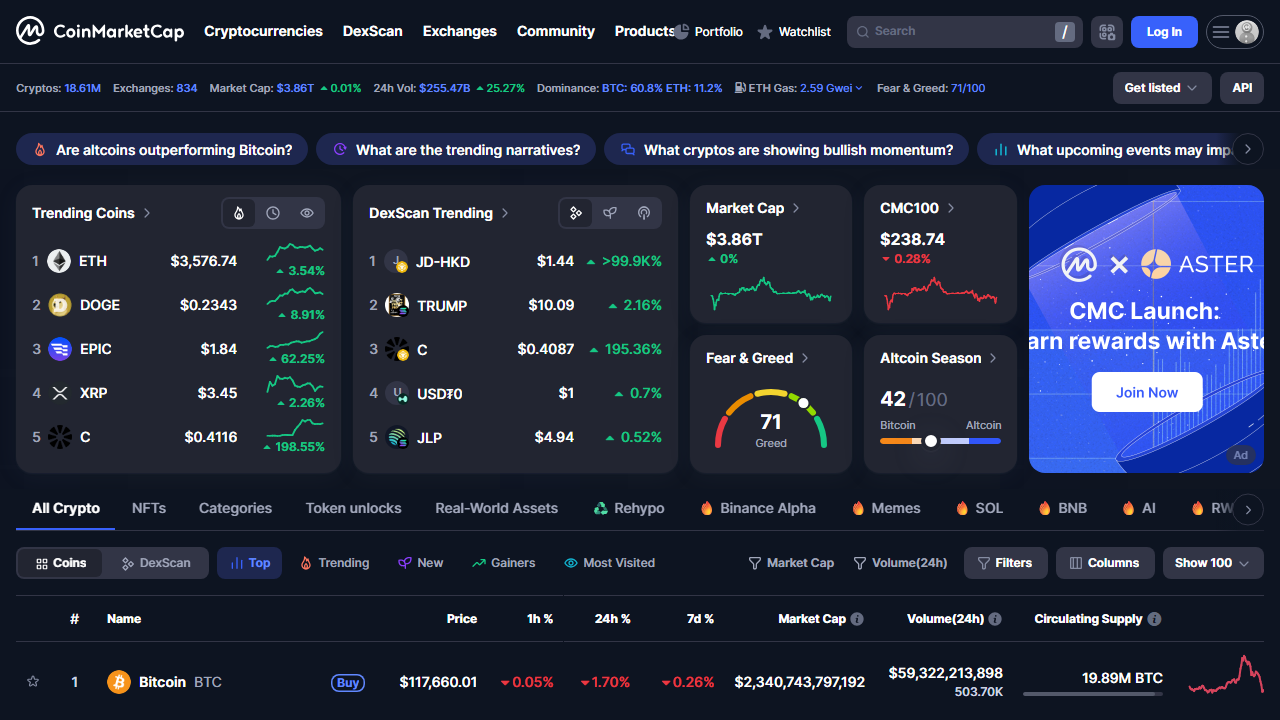 CoinMarketCap Cryptocurrencies DexScan Exchanges Community Products Portfolio Watchlist Search / Log In
Cryptos: 18.61M Exchanges: 834 Market Cap: $3.86T 0.01% 24h Vol: $255.47B 25.27% Dominance: BTC: 60.8% ETH: 11.2% ETH Gas: 2.59 Gwei Fear & Greed: 71/100 Get listed API
Are altcoins outperforming Bitcoin? What are the trending narratives? What cryptos are showing bullish momentum? What upcoming events may imp
Trending Coins
1 ETH $3,576.74 3.54%
2 DOGE $0.2343 8.91%
3 EPIC $1.84 62.25%
4 XRP $3.45 2.26%
5 C $0.4116 198.55%
DexScan Trending
1 JD-HKD $1.44 >99.9K%
2 TRUMP $10.09 2.16%
3 C $0.4087 195.36%
4 USD₮0 $1 0.7%
5 JLP $4.94 0.52%
Market Cap
$3.86T
0%
CMC100
$238.74
0.28%
Fear & Greed
71
Greed
Altcoin Season
42/100
Bitcoin Altcoin
× ASTER
CMC Launch:
arn rewards with Aste
Join Now
Ad
All Crypto NFTs Categories Token unlocks Real-World Assets Rehypo Binance Alpha Memes SOL BNB AI RW
Coins DexScan Top Trending New Gainers Most Visited Market Cap Volume(24h) Filters Columns Show 100
# Name Price 1h % 24h % 7d % Market Cap Volume(24h) Circulating Supply
1 Bitcoin BTC Buy $117,660.01 0.05% 1.70% 0.26% $2,340,743,797,192 $59,322,213,898 19.89M BTC
503.70K